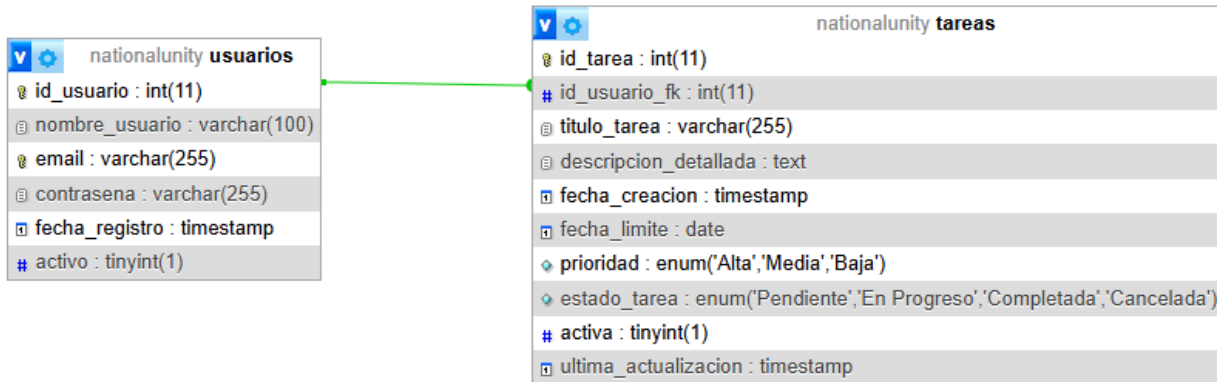 nationalunity usuarios
id_usuario : int(11)
nombre_usuario : varchar(100)
email : varchar(255)
contrasena : varchar(255)
fecha_registro : timestamp
activo : tinyint(1)
nationalunity tareas
id_tarea : int(11)
id_usuario_fk : int(11)
titulo_tarea : varchar(255)
descripcion_detallada : text
fecha_creacion : timestamp
fecha_limite : date
prioridad : enum('Alta','Media','Baja')
estado_tarea : enum('Pendiente','En Progreso','Completada','Cancelada')
activa : tinyint(1)
ultima_actualizacion : timestamp